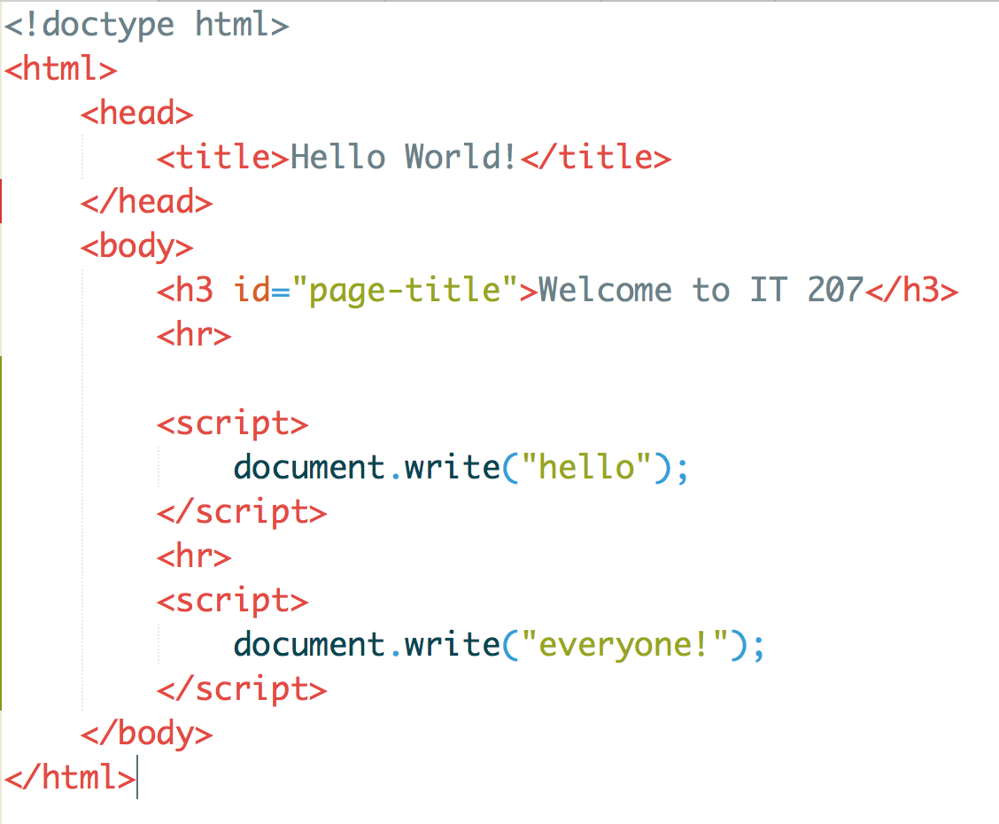 <!doctype html>
<html>
    <head>
        <title>Hello World!</title>
    </head>
    <body>
        <h3 id="page-title">Welcome to IT 207</h3>
        <hr>

        <script>
            document.write("hello");
        </script>
        <hr>
        <script>
            document.write("everyone!");
        </script>
    </body>
</html>